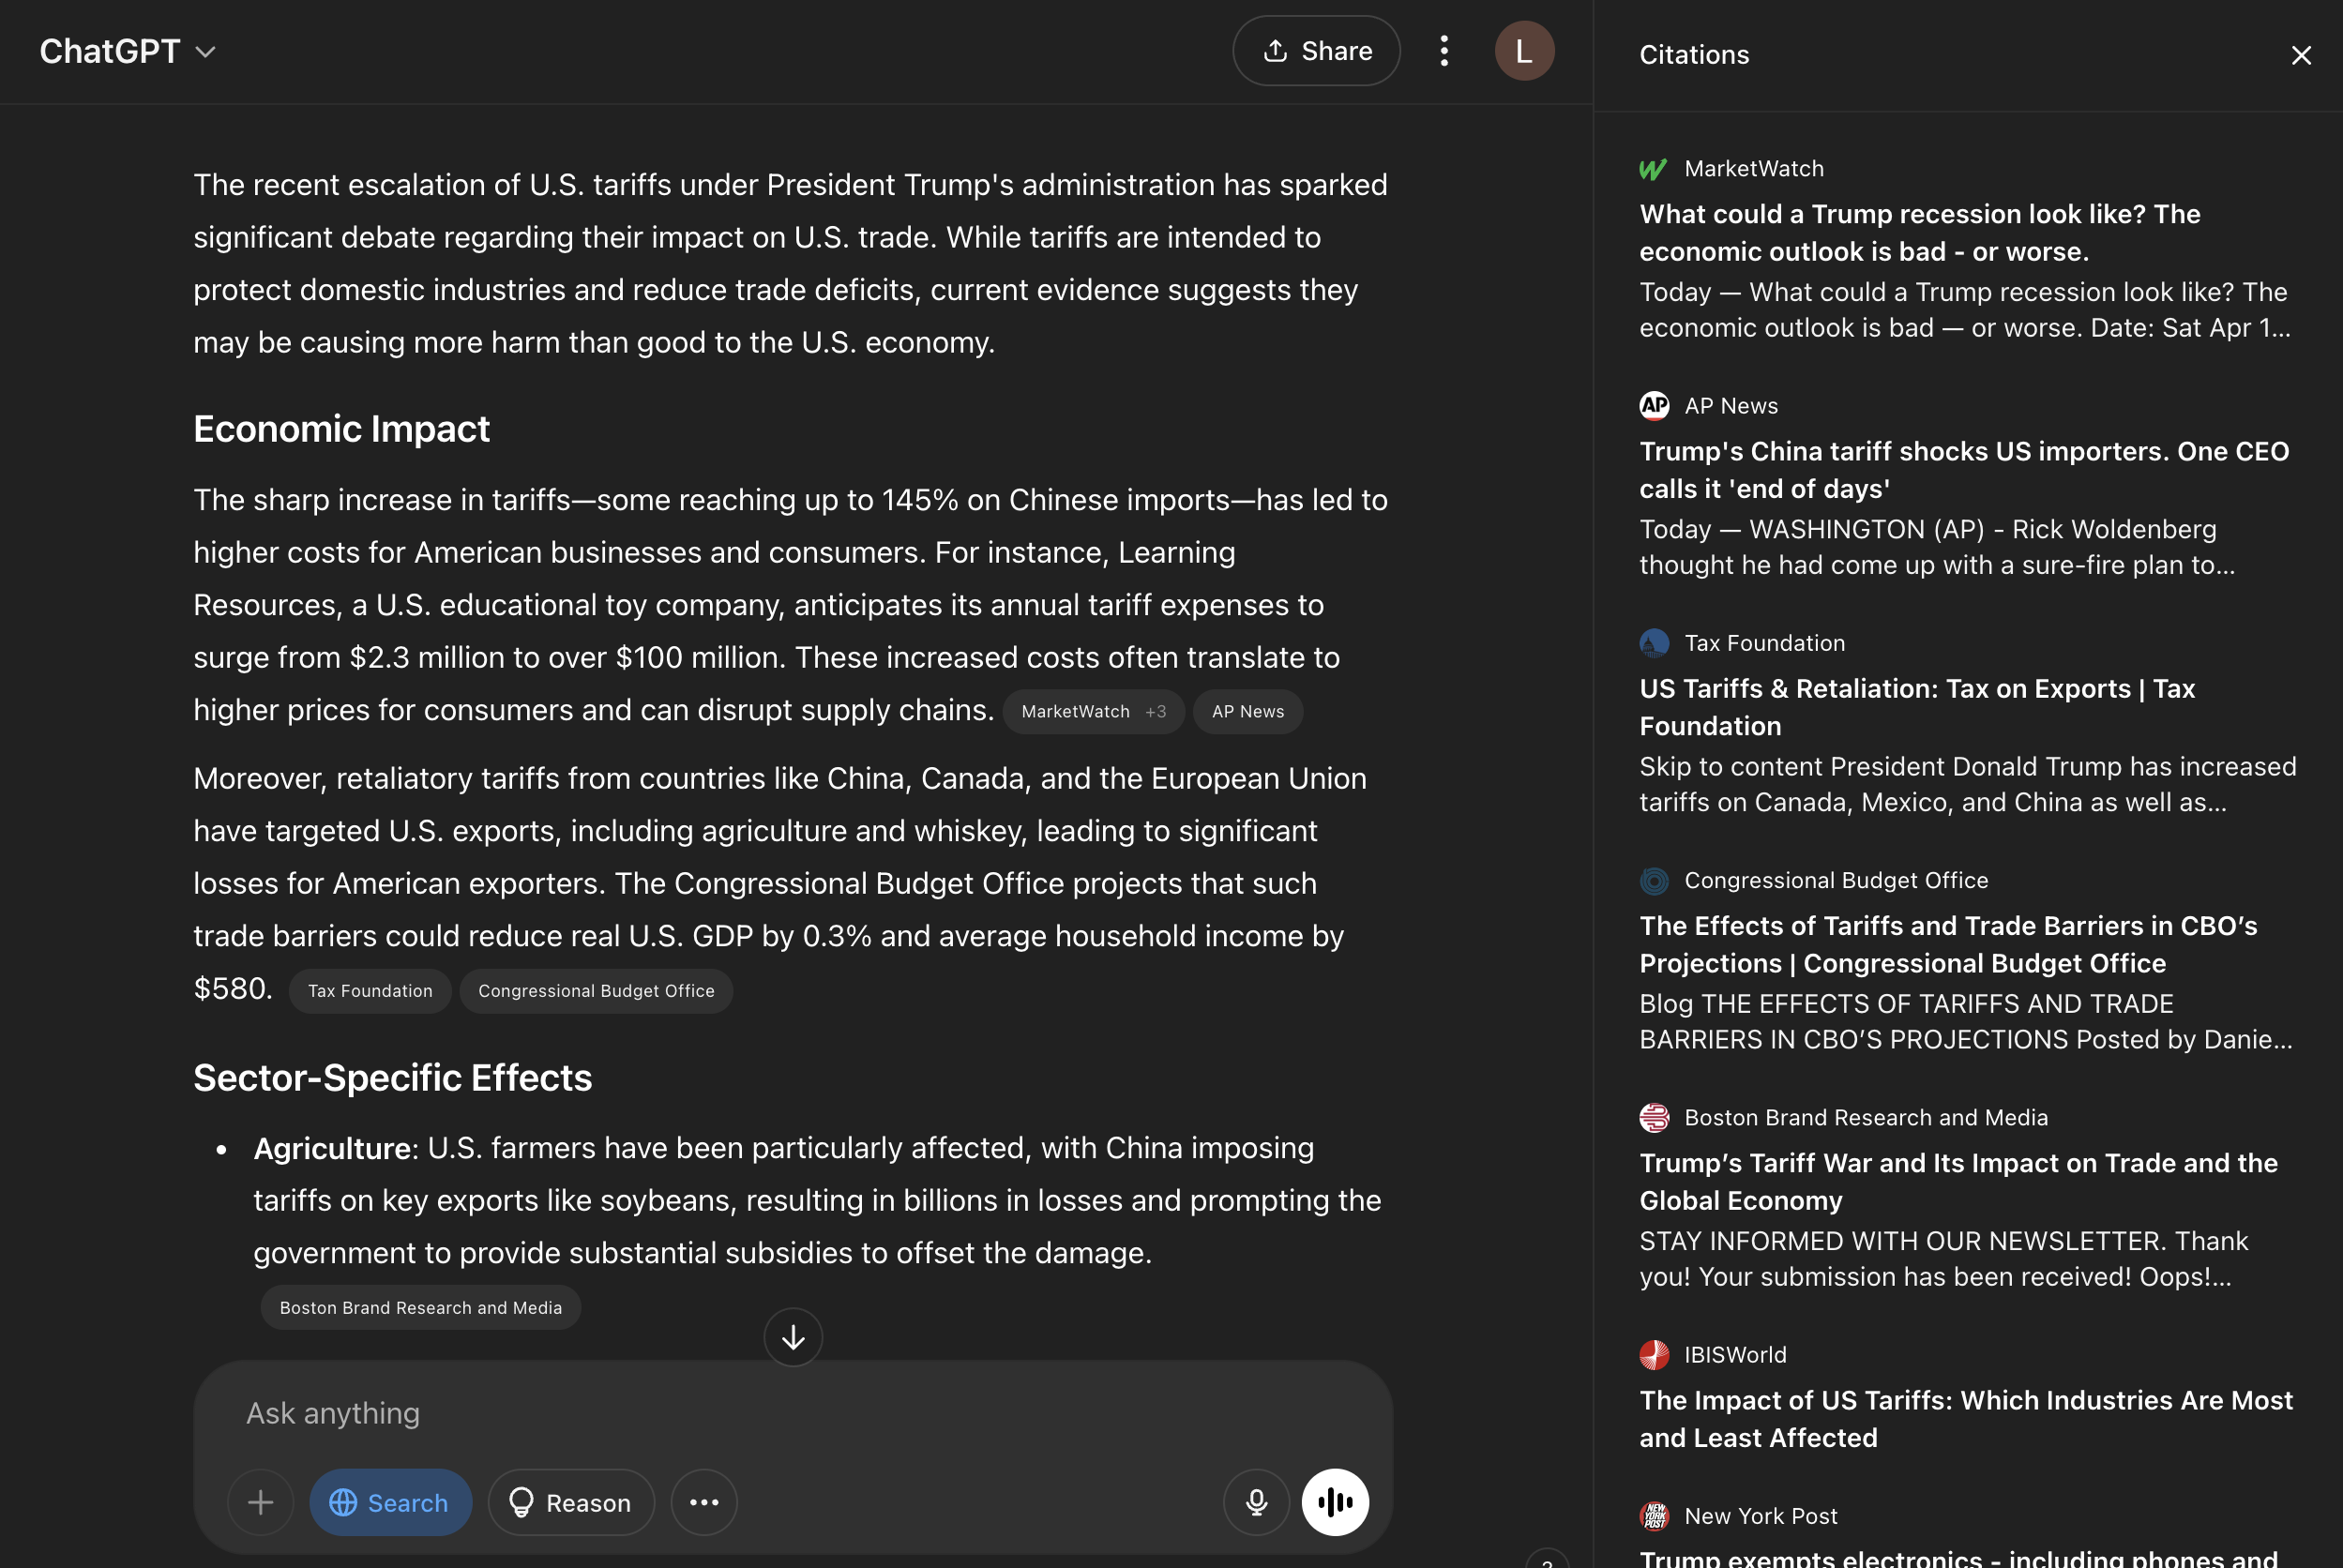 ChatGPT
Share
L
The recent escalation of U.S. tariffs under President Trump's administration has sparked
significant debate regarding their impact on U.S. trade. While tariffs are intended to
protect domestic industries and reduce trade deficits, current evidence suggests they
may be causing more harm than good to the U.S. economy.
Economic Impact
The sharp increase in tariffs—some reaching up to 145% on Chinese imports—has led to
higher costs for American businesses and consumers. For instance, Learning
Resources, a U.S. educational toy company, anticipates its annual tariff expenses to
surge from $2.3 million to over $100 million. These increased costs often translate to
higher prices for consumers and can disrupt supply chains. MarketWatch +3 AP News
Moreover, retaliatory tariffs from countries like China, Canada, and the European Union
have targeted U.S. exports, including agriculture and whiskey, leading to significant
losses for American exporters. The Congressional Budget Office projects that such
trade barriers could reduce real U.S. GDP by 0.3% and average household income by
$580. Tax Foundation Congressional Budget Office
Sector-Specific Effects
• Agriculture: U.S. farmers have been particularly affected, with China imposing
tariffs on key exports like soybeans, resulting in billions in losses and prompting the
government to provide substantial subsidies to offset the damage.
Boston Brand Research and Media
Ask anything
Search
Reason
Citations
MarketWatch
What could a Trump recession look like? The
economic outlook is bad - or worse.
Today — What could a Trump recession look like? The
economic outlook is bad — or worse. Date: Sat Apr 1...
AP
AP News
Trump's China tariff shocks US importers. One CEO
calls it 'end of days'
Today — WASHINGTON (AP) - Rick Woldenberg
thought he had come up with a sure-fire plan to...
Tax Foundation
US Tariffs & Retaliation: Tax on Exports | Tax
Foundation
Skip to content President Donald Trump has increased
tariffs on Canada, Mexico, and China as well as...
Congressional Budget Office
The Effects of Tariffs and Trade Barriers in CBO’s
Projections | Congressional Budget Office
Blog THE EFFECTS OF TARIFFS AND TRADE
BARRIERS IN CBO’S PROJECTIONS Posted by Danie...
Boston Brand Research and Media
Trump’s Tariff War and Its Impact on Trade and the
Global Economy
STAY INFORMED WITH OUR NEWSLETTER. Thank
you! Your submission has been received! Oops!...
IBISWorld
The Impact of US Tariffs: Which Industries Are Most
and Least Affected
NEW YORK POST
New York Post
Trump exempts electronics - including phones and